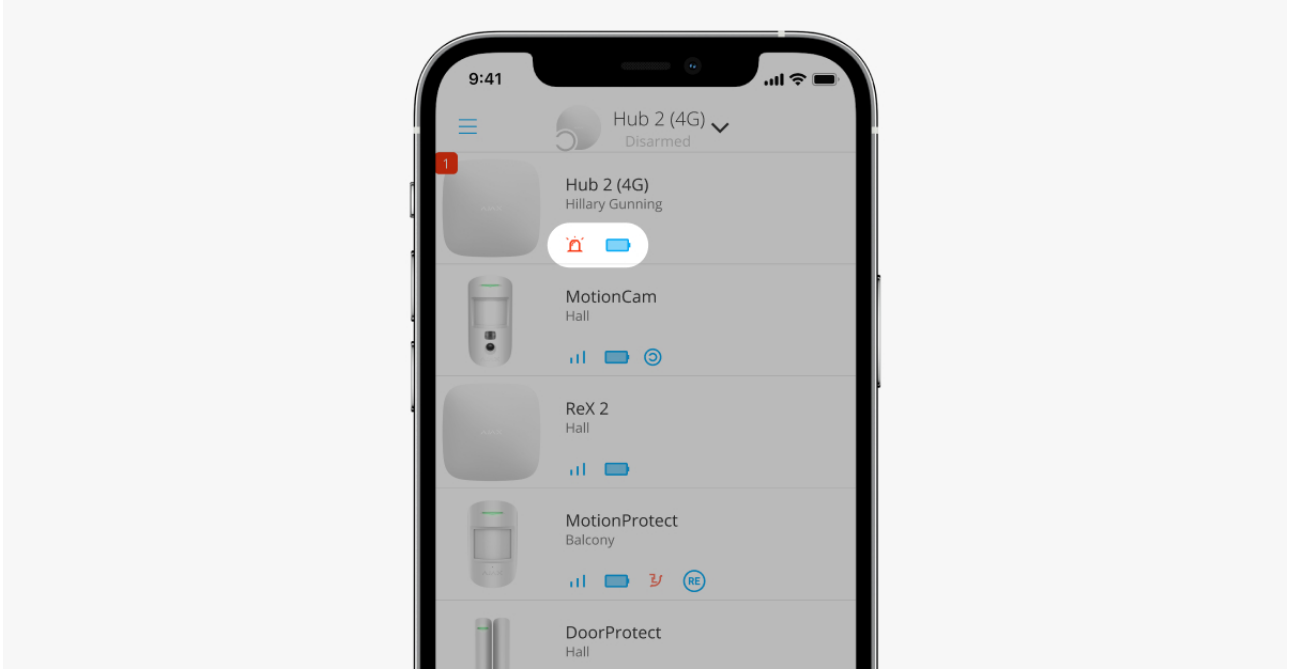 9:41
Hub 2 (4G)
Disarmed
1
Hub 2 (4G)
Hillary Gunning
MotionCam
Hall
ReX 2
Hall
MotionProtect
Balcony
RE
DoorProtect
Hall